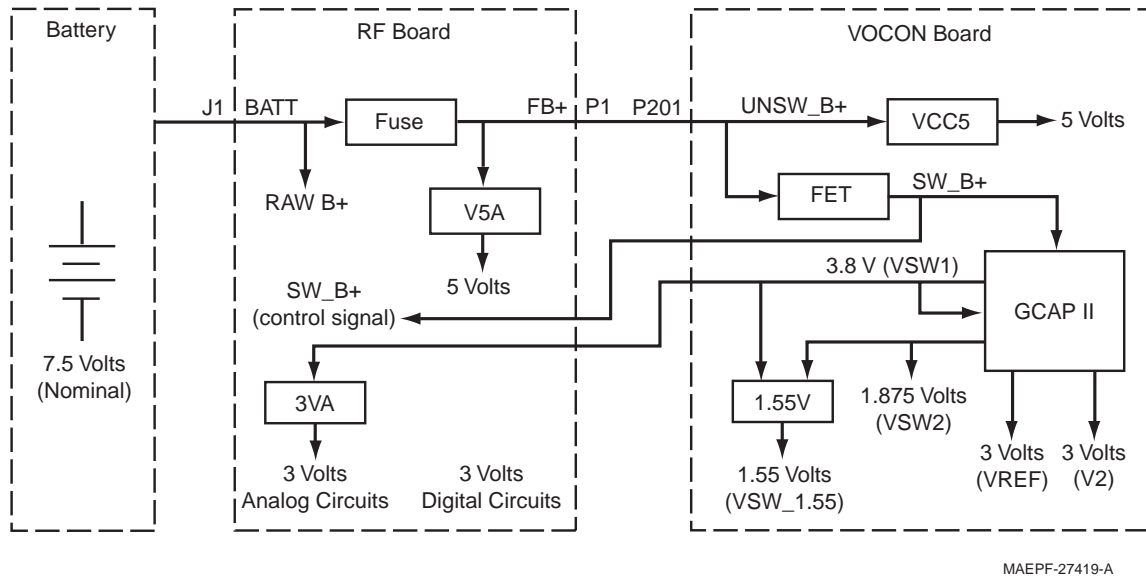 Battery
RF Board
VOCON Board
J1
BATT
Fuse
FB+
P1
P201
UNSW_B+
VCC5
5 Volts
RAW B+
V5A
5 Volts
FET
SW_B+
SW_B+
(control signal)
3.8 V (VSW1)
GCAP II
7.5 Volts
(Nominal)
3VA
1.55V
1.875 Volts
(VSW2)
3 Volts
Analog Circuits
3 Volts
Digital Circuits
1.55 Volts
(VSW_1.55)
3 Volts
(VREF)
3 Volts
(V2)
MAEPF-27419-A